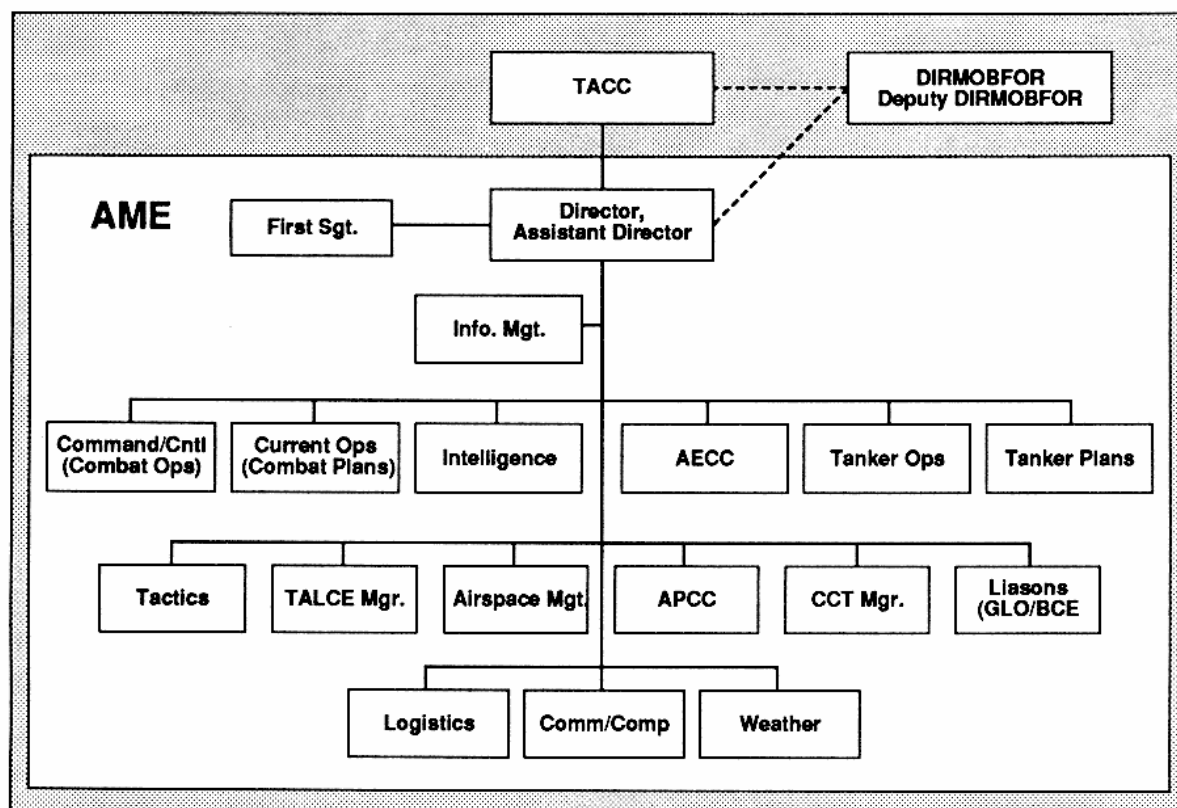 TACC
DIRMOBFOR
Deputy DIRMOBFOR
AME
First Sgt.
Director,
Assistant Director
Info. Mgt.
Command/Cntl
(Combat Ops)
Current Ops
(Combat Plans)
Intelligence
AECC
Tanker Ops
Tanker Plans
Tactics
TALCE Mgr.
Airspace Mgt.
APCC
CCT Mgr.
Liasons
(GLO/BCE
Logistics
Comm/Comp
Weather